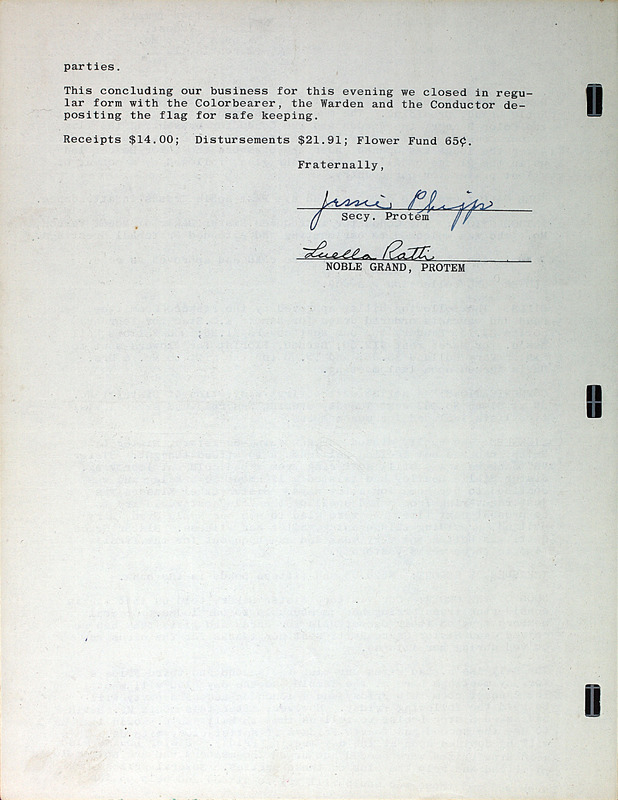 parties.
This concluding our business for this evening we closed in regu-
lar form with the Colorbearer, the Warden and the Conductor de-
positing the flag for safe keeping.
Receipts $14.00;  Distursements $21.91; Flower Fund 65¢.
Fraternally,
Jessie Phipps
Secy. Protem
Luella Rath
NOBLE GRAND, PROTEM